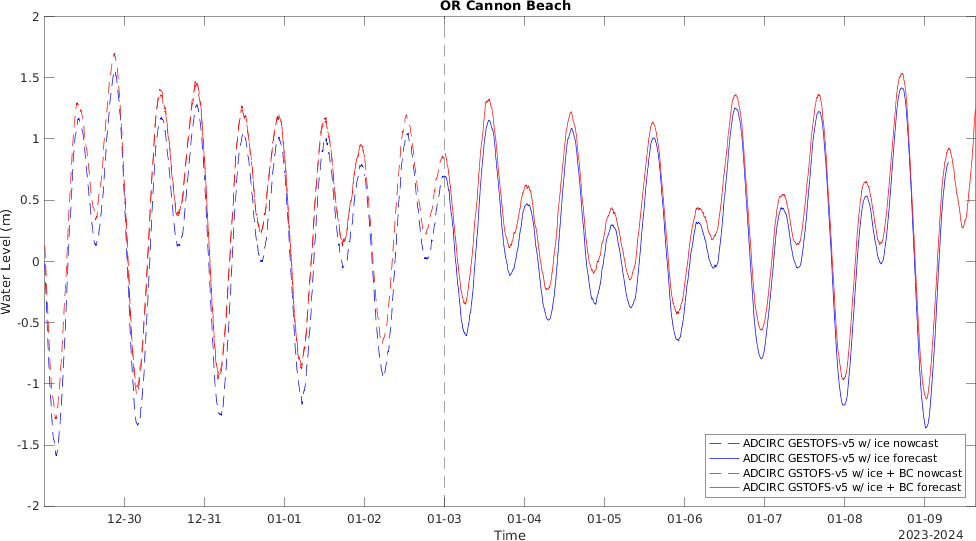 OR Cannon Beach
2
1.5
1
0.5
0
-0.5
-1
-1.5
-2
Water Level (m)
ADCIRC GESTOFS-v5 w/ ice nowcast
ADCIRC GESTOFS-v5 w/ ice forecast
ADCIRC GSTOFS-v5 w/ ice + BC nowcast
ADCIRC GSTOFS-v5 w/ ice + BC forecast
12-30 12-31 01-01 01-02 01-03 01-04 01-05 01-06 01-07 01-08 01-09
2023-2024
Time